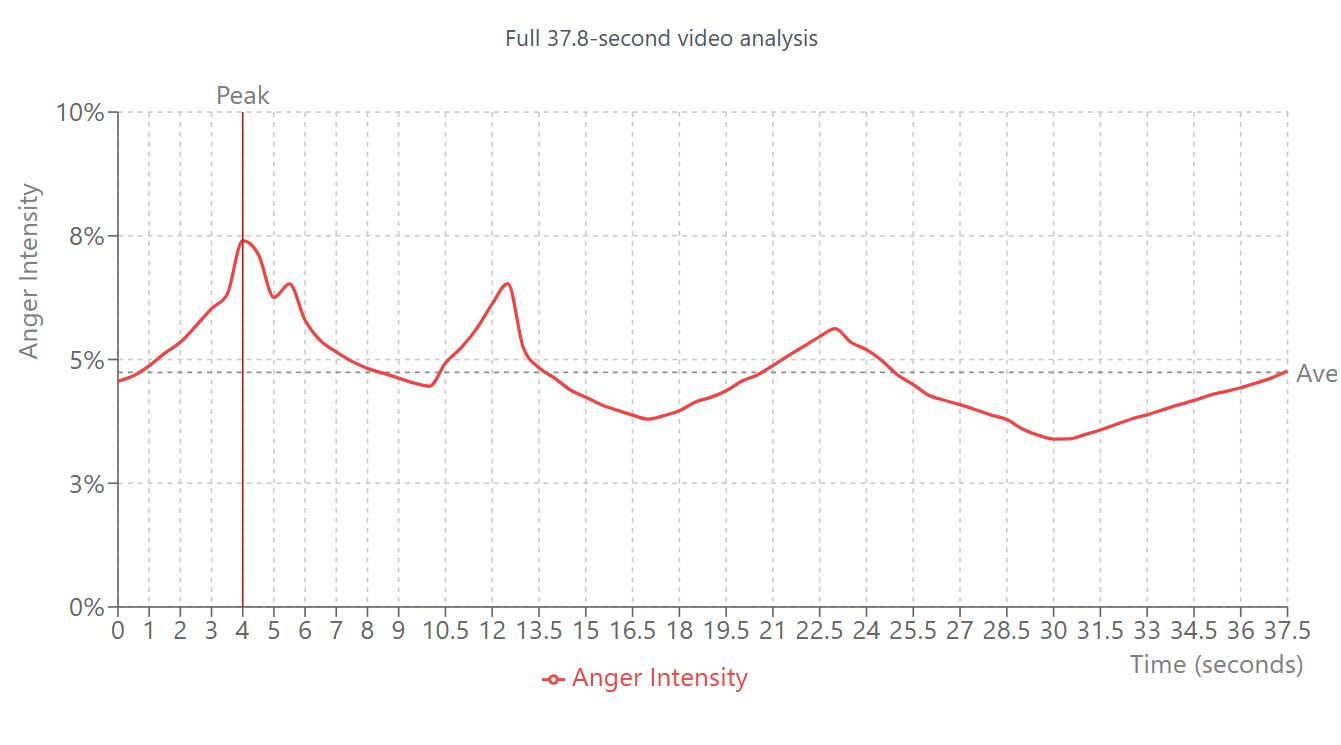 Full 37.8-second video analysis
Peak
10%
8%
5%
3%
0%
Anger Intensity
Ave
0 1 2 3 4 5 6 7 8 9 10.5 12 13.5 15 16.5 18 19.5 21 22.5 24 25.5 27 28.5 30 31.5 33 34.5 36 37.5
Time (seconds)
Anger Intensity